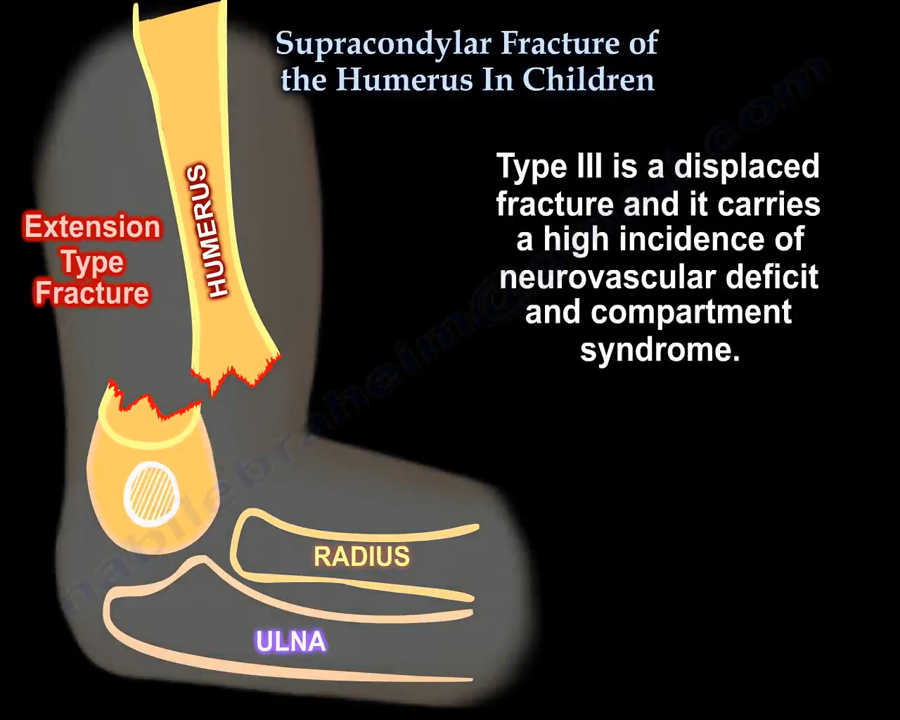 Supracondylar Fracture of
the Humerus In Children
Type III is a displaced
fracture and it carries
a high incidence of
neurovascular deficit
and compartment
syndrome.
Extension
Type
Fracture
HUMERUS
RADIUS
ULNA